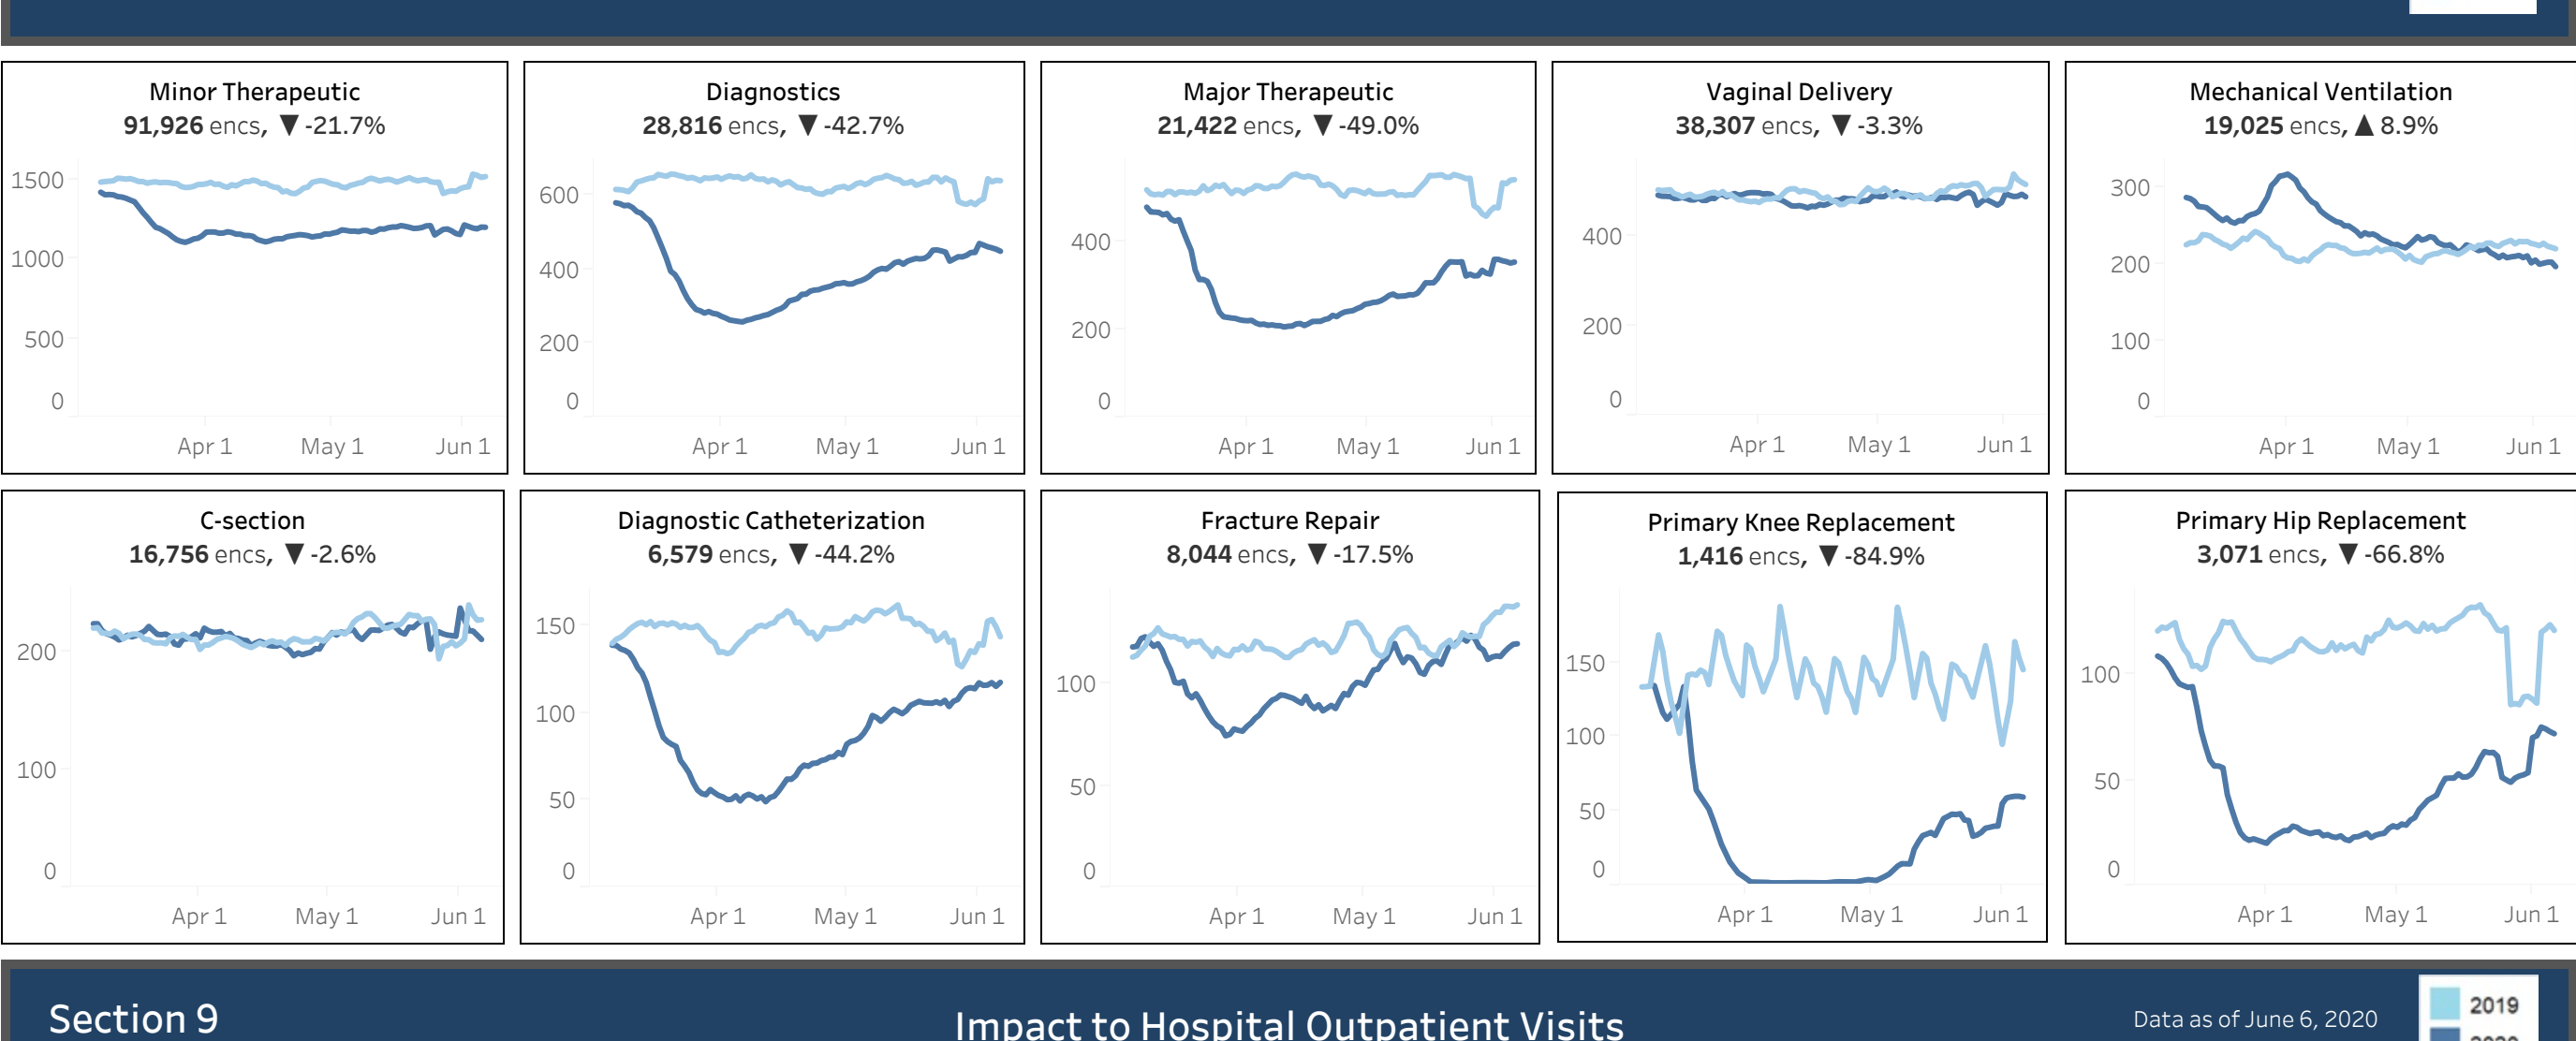 Minor Therapeutic
91,926 encs, ▼ -21.7%
1500
1000
500
0
Apr 1 May 1 Jun 1
Diagnostics
28,816 encs, ▼ -42.7%
600
400
200
0
Apr 1 May 1 Jun 1
Major Therapeutic
21,422 encs, ▼ -49.0%
400
200
0
Apr 1 May 1 Jun 1
Vaginal Delivery
38,307 encs, ▼ -3.3%
400
200
0
Apr 1 May 1 Jun 1
Mechanical Ventilation
19,025 encs, ▲ 8.9%
300
200
100
0
Apr 1 May 1 Jun 1
C-section
16,756 encs, ▼ -2.6%
200
100
0
Apr 1 May 1 Jun 1
Diagnostic Catheterization
6,579 encs, ▼ -44.2%
150
100
50
0
Apr 1 May 1 Jun 1
Fracture Repair
8,044 encs, ▼ -17.5%
100
50
0
Apr 1 May 1 Jun 1
Primary Knee Replacement
1,416 encs, ▼ -84.9%
150
100
50
0
Apr 1 May 1 Jun 1
Primary Hip Replacement
3,071 encs, ▼ -66.8%
100
50
0
Apr 1 May 1 Jun 1
Section 9
Impact to Hospital Outpatient Visits
Data as of June 6, 2020
2019